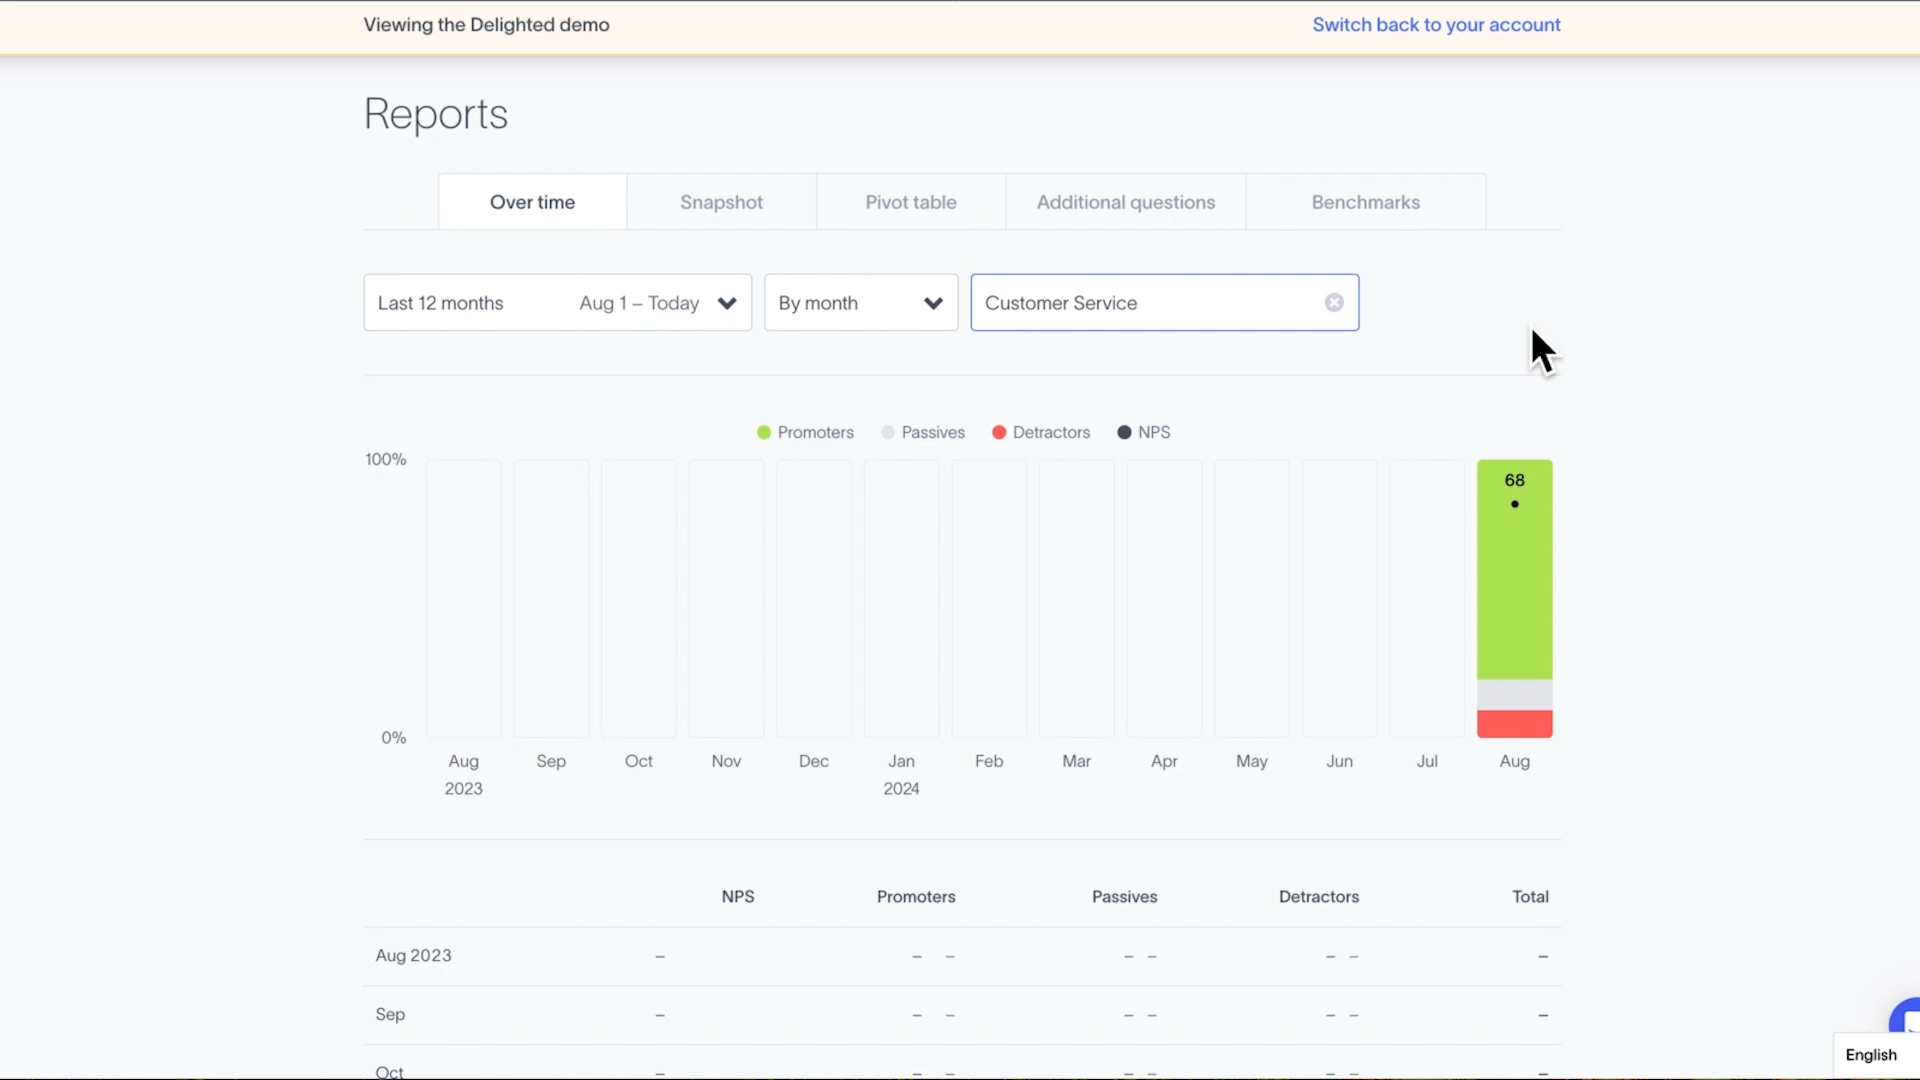 Viewing the Delighted demo Switch back to your account
Reports
Over time Snapshot Pivot table Additional questions Benchmarks
Last 12 months Aug 1 – Today By month Customer Service
Promoters Passives Detractors NPS
100%
68
0%
Aug Sep Oct Nov Dec Jan Feb Mar Apr May Jun Jul Aug
2023 2024
NPS Promoters Passives Detractors Total
Aug 2023 – – – – – – – –
Sep – – – – – – – –
Oct – – – – – – – –
English